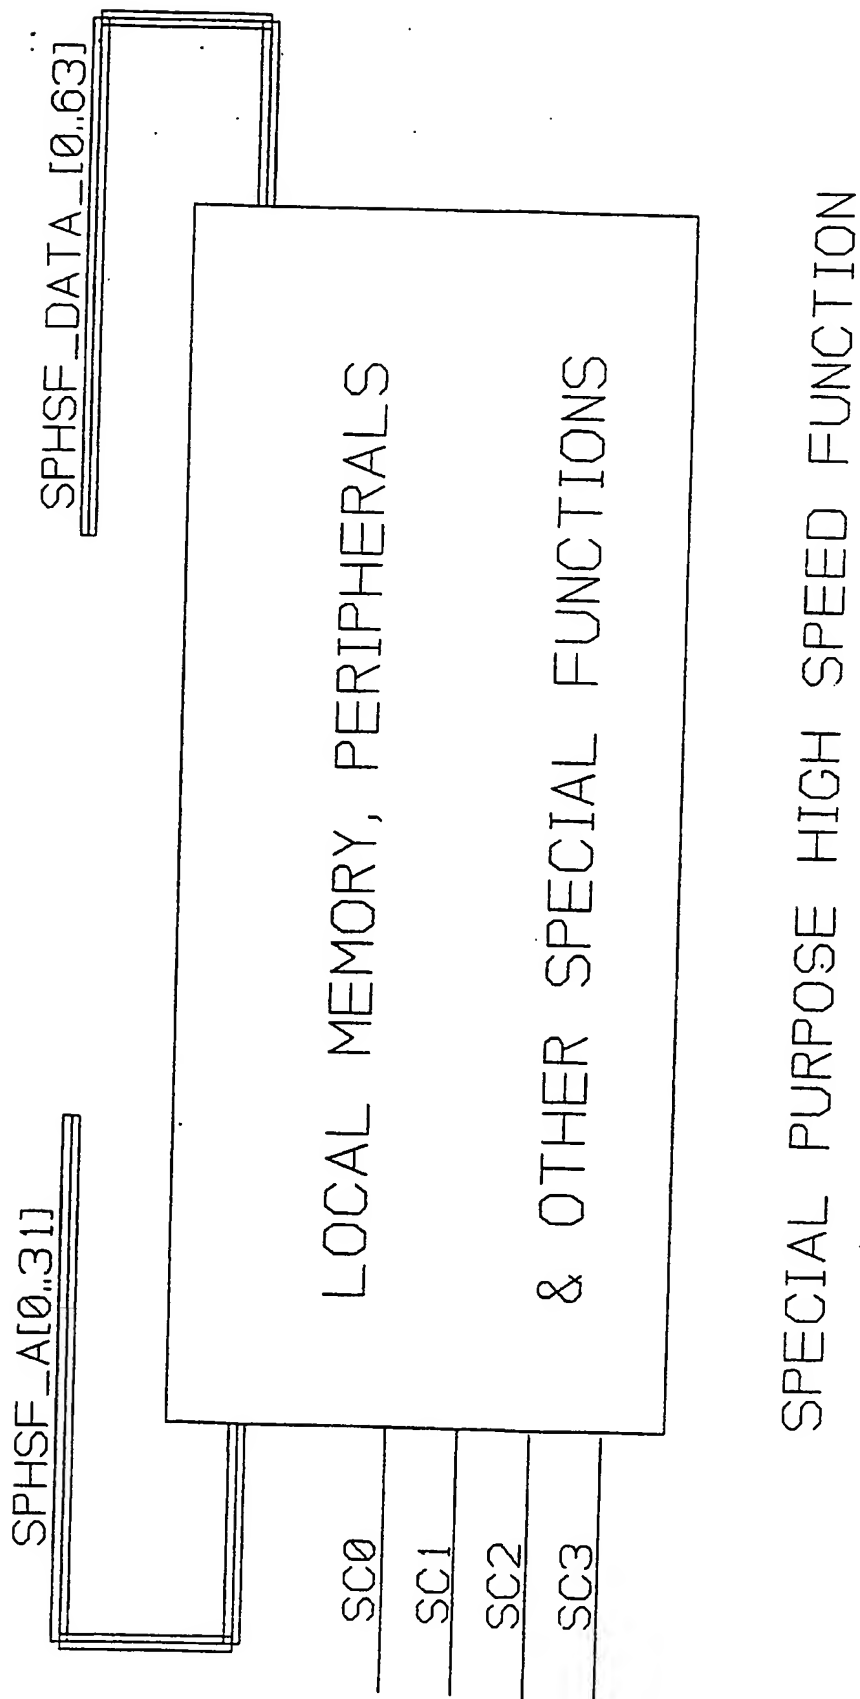 SPHSF_A[0..31]
SPHSF_DATA_[0..63]
SC0
SC1
SC2
SC3
LOCAL MEMORY, PERIPHERALS
& OTHER SPECIAL FUNCTIONS
SPECIAL PURPOSE HIGH SPEED FUNCTION